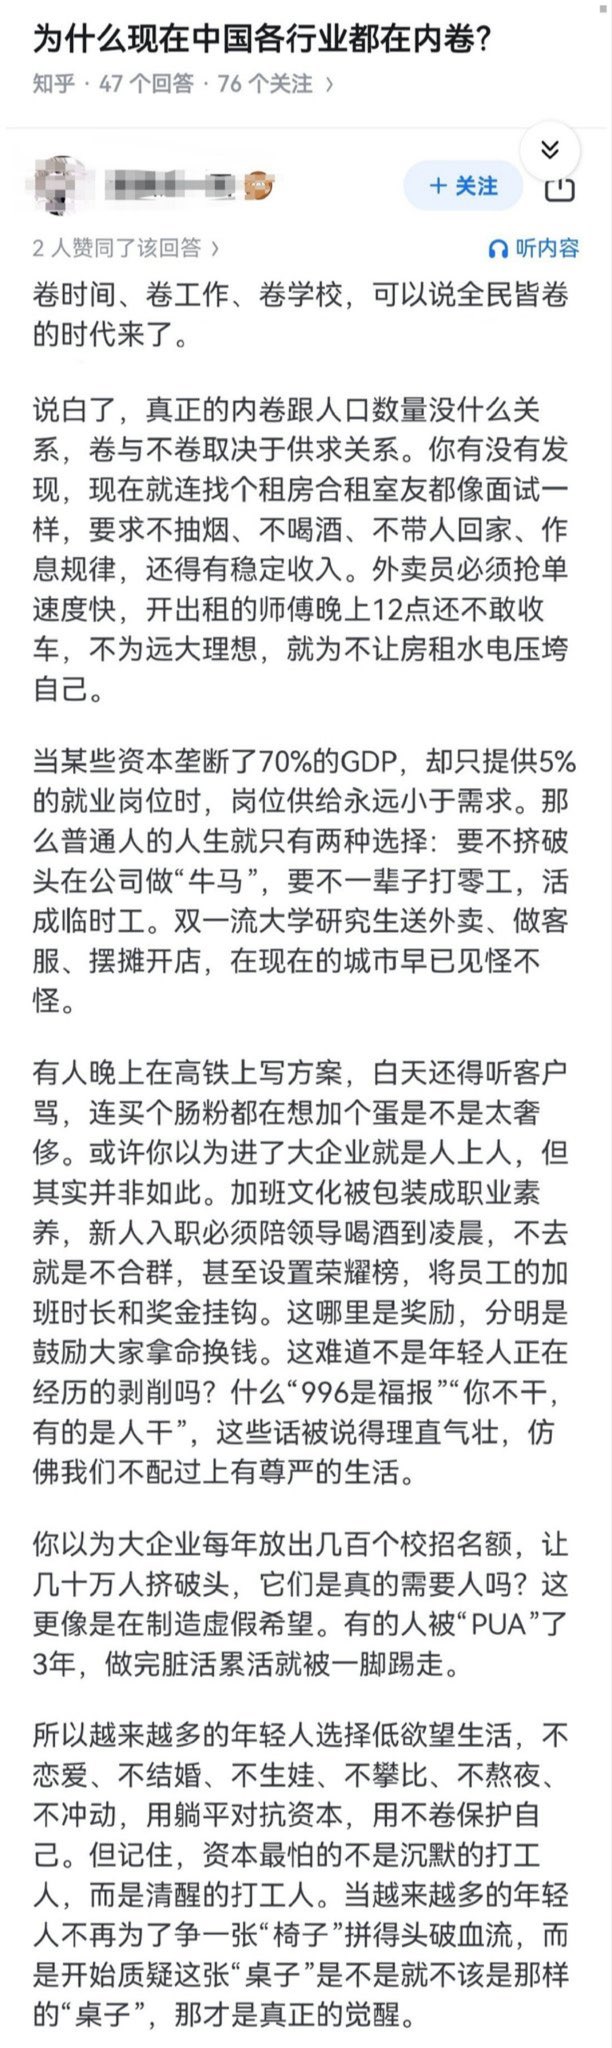 为什么现在中国各行业都在内卷?
知乎 · 47 个回答 · 76 个关注 >
+ 关注
2 人赞同了该回答 >
听内容
卷时间、卷工作、卷学校，可以说全民皆卷
的时代来了。
说白了，真正的内卷跟人口数量没什么关
系，卷与不卷取决于供求关系。你有没有发
现，现在就连找个租房合租室友都像面试一
样，要求不抽烟、不喝酒、不带人回家、作
息规律，还得有稳定收入。外卖员必须抢单
速度快，开出租的师傅晚上12点还不敢收
车，不为远大理想，就为不让房租水电压垮
自己。
当某些资本垄断了70%的GDP，却只提供5%
的就业岗位时，岗位供给永远小于需求。那
么普通人的人生就只有两种选择：要不挤破
头在公司做“牛马”，要不一辈子打零工，活
成临时工。双一流大学研究生送外卖、做客
服、摆摊开店，在现在的城市早已见怪不
怪。
有人晚上在高铁上写方案，白天还得听客户
骂，连买个肠粉都在想加个蛋是不是太奢
侈。或许你以为进了大企业就是人上人，但
其实并非如此。加班文化被包装成职业素
养，新人入职必须陪领导喝酒到凌晨，不去
就是不合群，甚至设置荣耀榜，将员工的加
班时长和奖金挂钩。这哪里是奖励，分明是
鼓励大家拿命换钱。这难道不是年轻人正在
经历的剥削吗？什么“996是福报”“你不干，
有的是人干”，这些话被说得理直气壮，仿
佛我们不配过上有尊严的生活。
你以为大企业每年放出几百个校招名额，让
几十万人挤破头，它们是真的需要人吗？这
更像是在制造虚假希望。有的人被“PUA”了
3年，做完脏活累活就被一脚踢走。
所以越来越多的年轻人选择低欲望生活，不
恋爱、不结婚、不生娃、不攀比、不熬夜、
不冲动，用躺平对抗资本，用不卷保护自
己。但记住，资本最怕的不是沉默的打工
人，而是清醒的打工人。当越来越多的年轻
人不再为了争一张“椅子”拼得头破血流，而
是开始质疑这张“桌子”是不是就不该是那样
的“桌子”，那才是真正的觉醒。